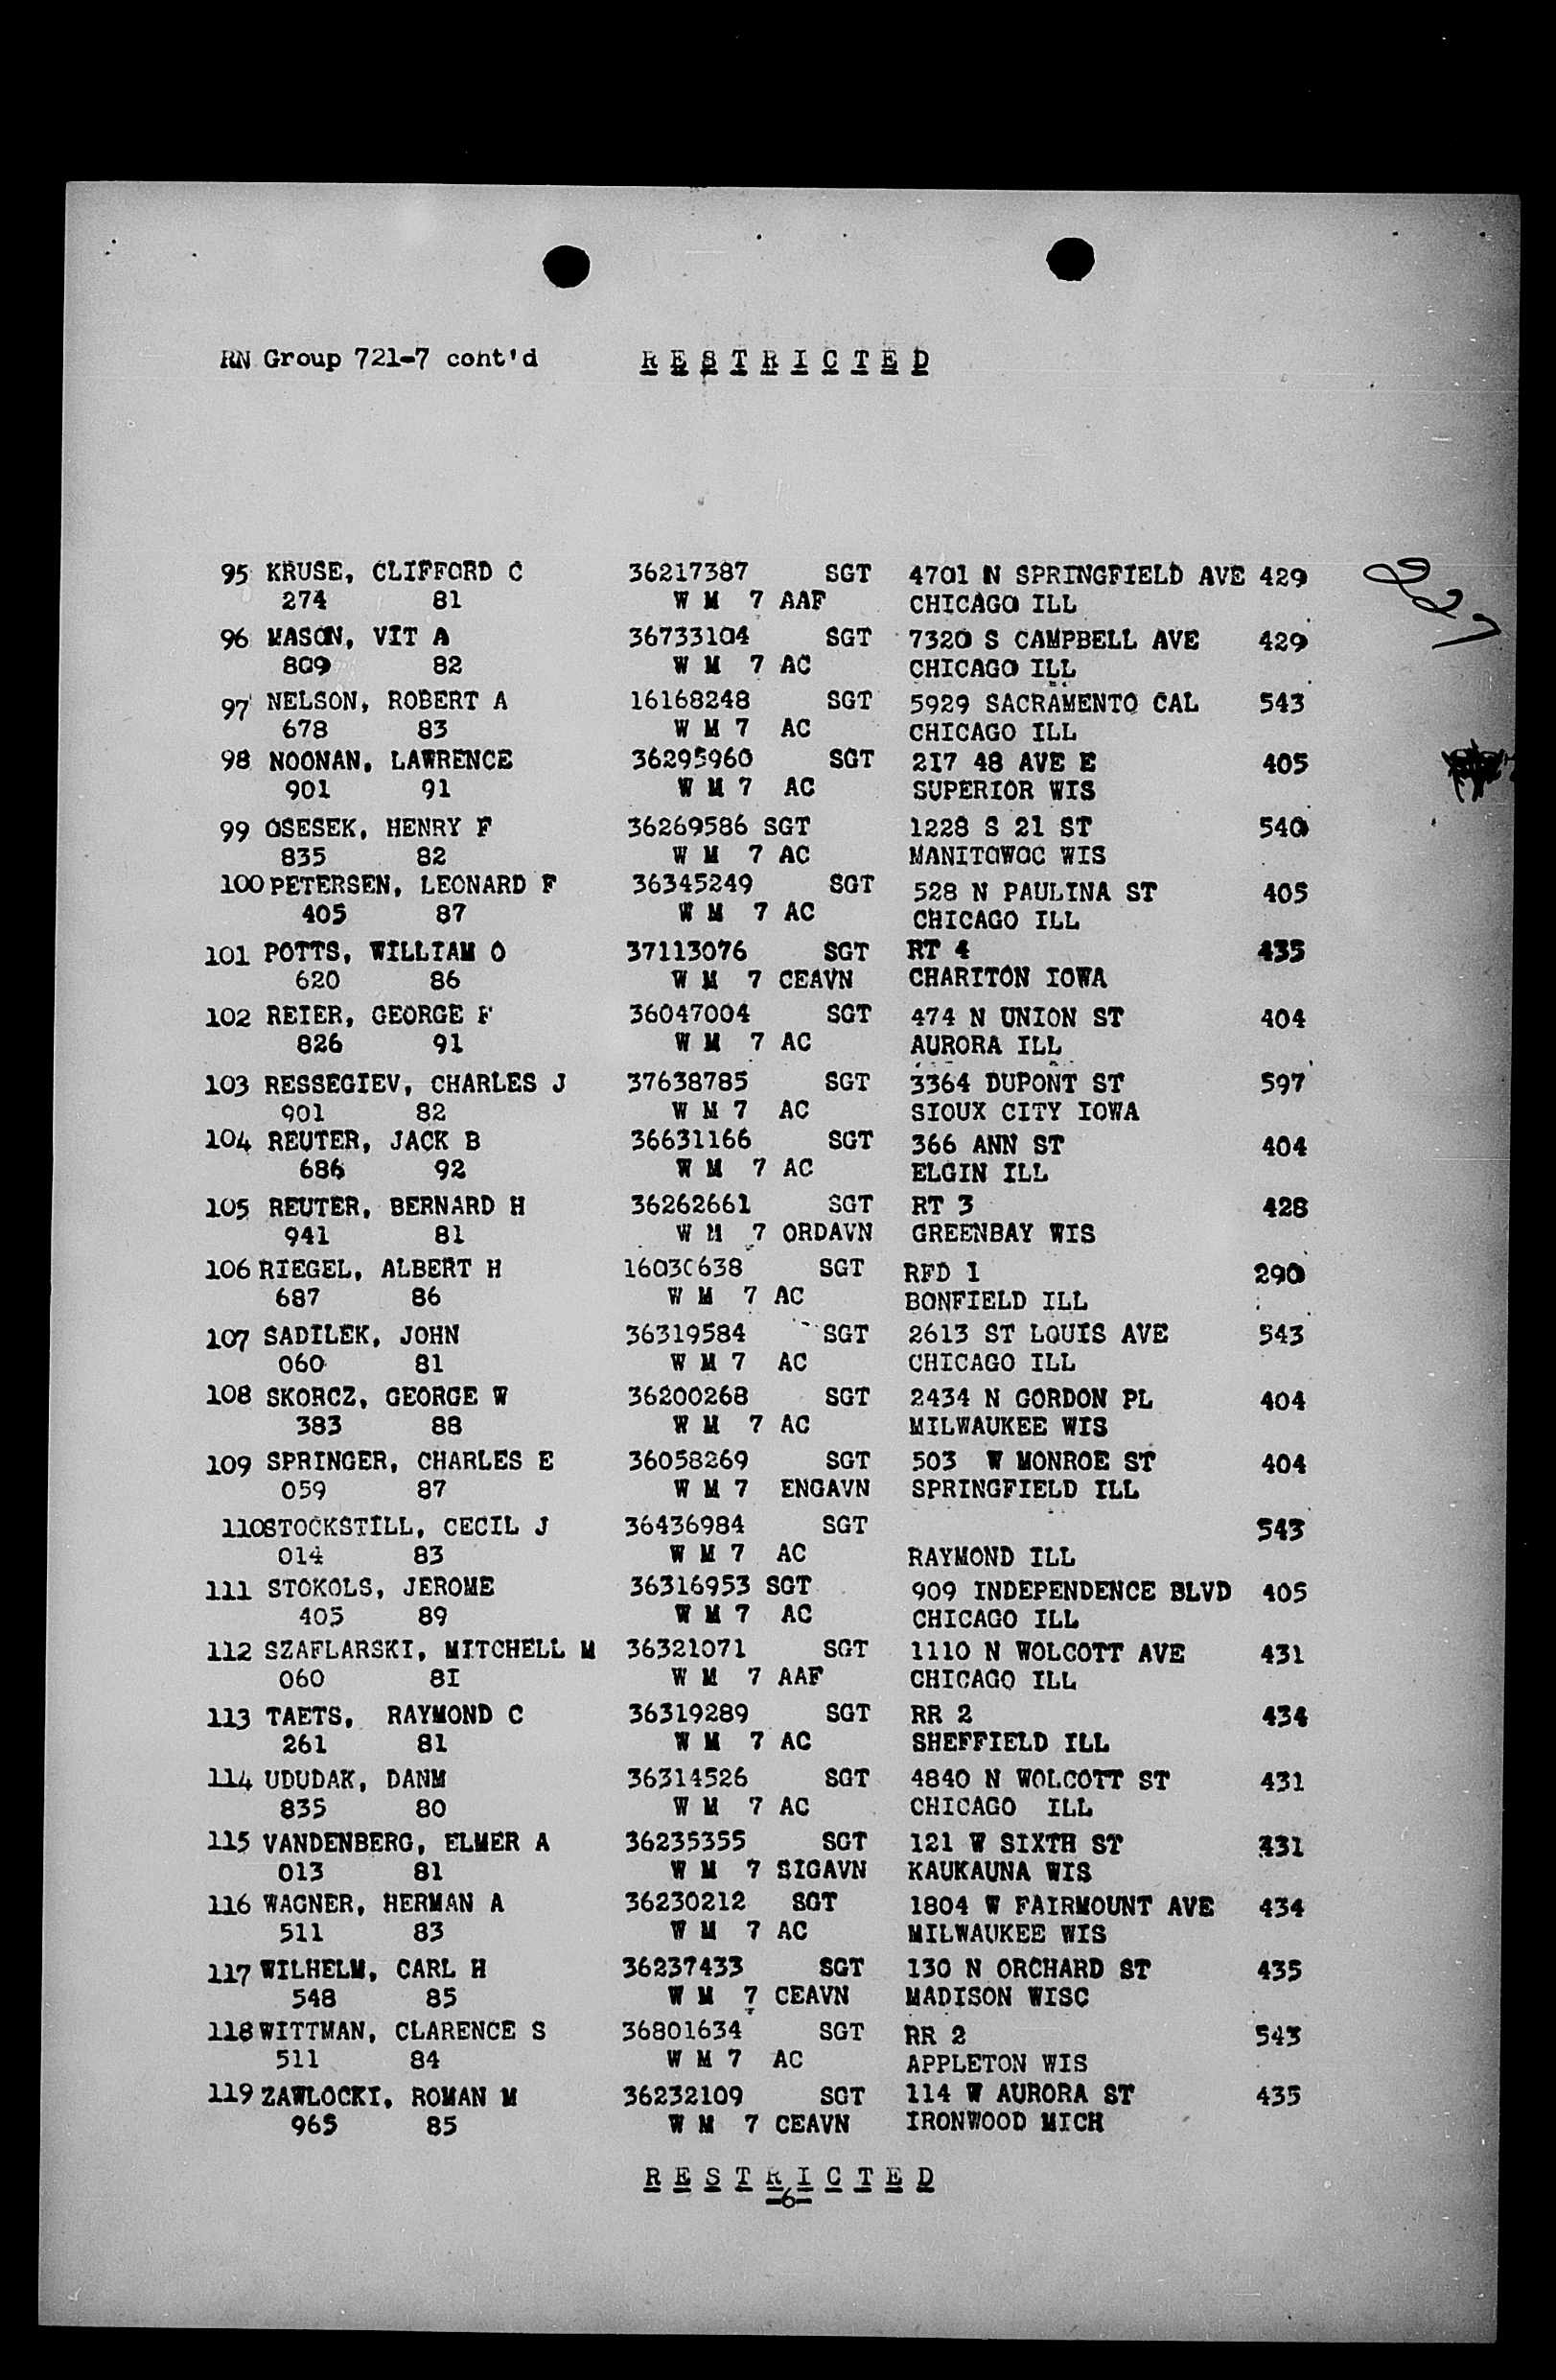 RN Group 721-7 cont'd R E S T R I C T E D
95 KRUSE, CLIFFORD C 36217387 SGT 4701 N SPRINGFIELD AVE 429
274 81 W M 7 AAF CHICAGO ILL
96 MASON, VIT A 36733104 SGT 7320 S CAMPBELL AVE 429
809 82 W M 7 AC CHICAGO ILL
97 NELSON, ROBERT A 16168248 SGT 5929 SACRAMENTO CAL 543
678 83 W M 7 AC CHICAGO ILL
98 NOONAN, LAWRENCE 36295960 SGT 217 48 AVE E 405
901 91 W M 7 AC SUPERIOR WIS
99 OSESEK, HENRY F 36269586 SGT 1228 S 21 ST 540
835 82 W M 7 AC MANITOWOC WIS
100 PETERSEN, LEONARD F 36345249 SGT 528 N PAULINA ST 405
405 87 W M 7 AC CHICAGO ILL
101 POTTS, WILLIAM O 37113076 SGT RT 4 435
620 86 W M 7 CEAVN CHARITON IOWA
102 REIER, GEORGE F 36047004 SGT 474 N UNION ST 404
826 91 W M 7 AC AURORA ILL
103 RESSEGIEV, CHARLES J 37638785 SGT 3364 DUPONT ST 597
901 82 W M 7 AC SIOUX CITY IOWA
104 REUTER, JACK B 36631166 SGT 366 ANN ST 404
686 92 W M 7 AC ELGIN ILL
105 REUTER, BERNARD H 36262661 SGT RT 3 428
941 81 W M 7 ORDAVN GREENBAY WIS
106 RIEGEL, ALBERT H 16030638 SGT RFD 1 290
687 86 W M 7 AC BONFIELD ILL
107 SADILEK, JOHN 36319584 SGT 2613 ST LOUIS AVE 543
060 81 W M 7 AC CHICAGO ILL
108 SKORCZ, GEORGE W 36200268 SGT 2434 N GORDON PL 404
383 88 W M 7 AC MILWAUKEE WIS
109 SPRINGER, CHARLES E 36058269 SGT 503 W MONROE ST 404
059 87 W M 7 ENGAVN SPRINGFIELD ILL
110 STOCKSTILL, CECIL J 36436984 SGT 543
014 83 W M 7 AC RAYMOND ILL
111 STOKOLS, JEROME 36316953 SGT 909 INDEPENDENCE BLVD 405
405 89 W M 7 AC CHICAGO ILL
112 SZAFLARSKI, MITCHELL M 36321071 SGT 1110 N WOLCOTT AVE 431
060 81 W M 7 AAF CHICAGO ILL
113 TAETS, RAYMOND C 36319289 SGT RR 2 434
261 81 W M 7 AC SHEFFIELD ILL
114 UDUDAK, DANM 36314526 SGT 4840 N WOLCOTT ST 431
835 80 W M 7 AC CHICAGO ILL
115 VANDENBERG, ELMER A 36235355 SGT 121 W SIXTH ST 431
013 81 W M 7 SIGAVN KAUKAUNA WIS
116 WAGNER, HERMAN A 36230212 SGT 1804 W FAIRMOUNT AVE 434
511 83 W M 7 AC MILWAUKEE WIS
117 WILHELM, CARL H 36237433 SGT 130 N ORCHARD ST 435
548 85 W M 7 CEAVN MADISON WISC
118 WITTMAN, CLARENCE S 36801634 SGT RR 2 543
511 84 W M 7 AC APPLETON WIS
119 ZAWLOCKI, ROMAN M 36232109 SGT 114 W AURORA ST 435
965 85 W M 7 CEAVN IRONWOOD MICH
R E S T R I C T E D
-6-